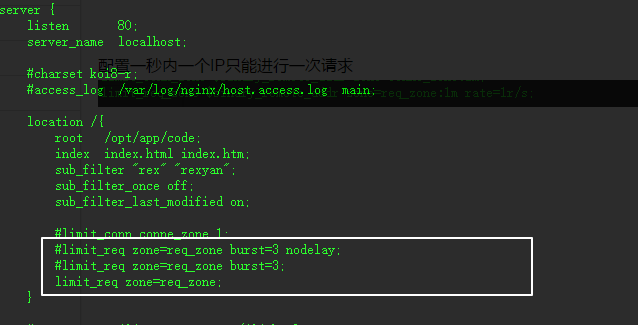 server {
listen 80;
server_name localhost;
配置一秒内一个IP只能进行一次请求
#charset koi8-r;
#access_log /var/log/nginx/host.access.log main;
req_zone:1m rate=1r/s;
location /{
root /opt/app/code;
index index.html index.htm;
sub_filter "rex" "rexyan";
sub_filter_once off;
sub_filter_last_modified on;
#limit_conn conne_zone 1;
#limit_req zone=req_zone burst=3 nodelay;
#limit_req zone=req_zone burst=3;
limit_req zone=req_zone;
}